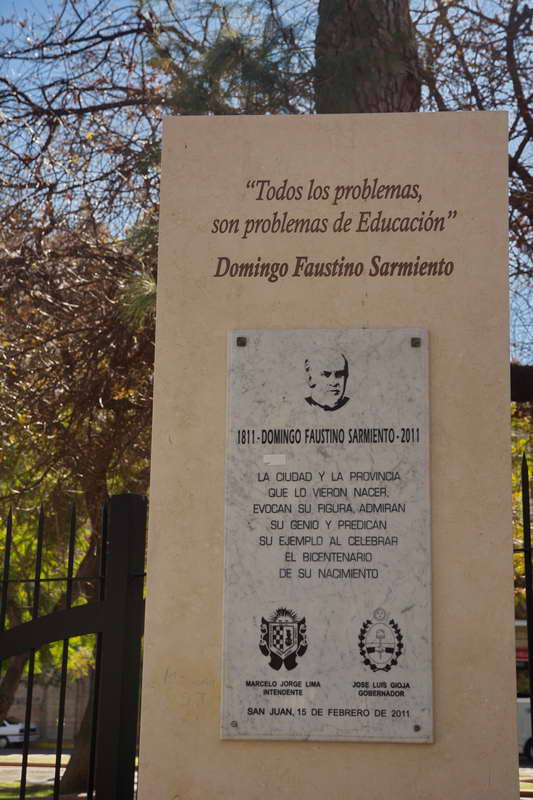 “Todos los problemas,
son problemas de Educación”
Domingo Faustino Sarmiento
1811 - DOMINGO FAUSTINO SARMIENTO - 2011
LA CIUDAD Y LA PROVINCIA
QUE LO VIERON NACER,
EVOCAN SU FIGURA, ADMIRAN
SU GENIO Y PREDICAN
SU EJEMPLO AL CELEBRAR
EL BICENTENARIO
DE SU NACIMIENTO
MARCELO JORGE LIMA
INTENDENTE
JOSE LUIS GIOJA
GOBERNADOR
SAN JUAN, 15 DE FEBRERO DE 2011